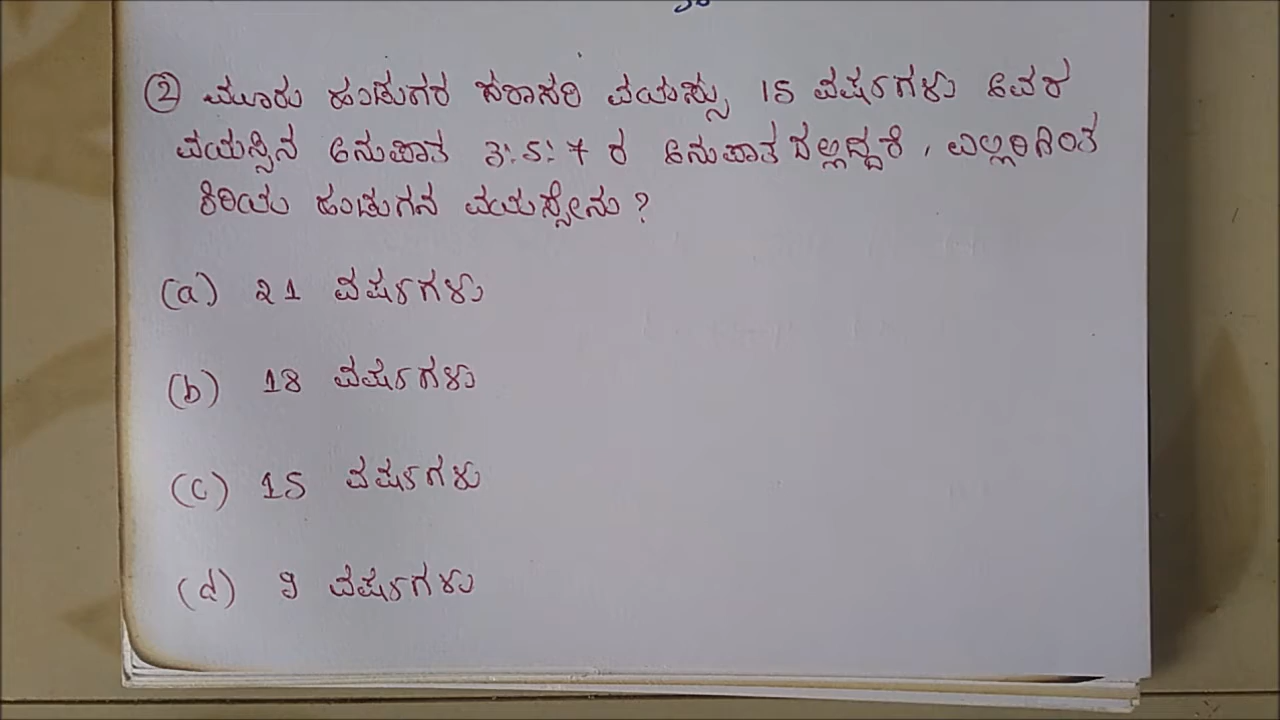 ② ಮೂರು ಹುಡುಗರ ಸರಾಸರಿ ವಯಸ್ಸು 15 ವರ್ಷಗಳು ಅವರ
ವಯಸ್ಸಿನ ಅನುಪಾತ 3:5:7 ರ ಅನುಪಾತದಲ್ಲಿದ್ದರೆ, ಎಲ್ಲರಿಗಿಂತ
ಕಿರಿಯ ಹುಡುಗನ ವಯಸ್ಸೇನು?
(a) 21 ವರ್ಷಗಳು
(b) 18 ವರ್ಷಗಳು
(c) 15 ವರ್ಷಗಳು
(d) 9 ವರ್ಷಗಳು